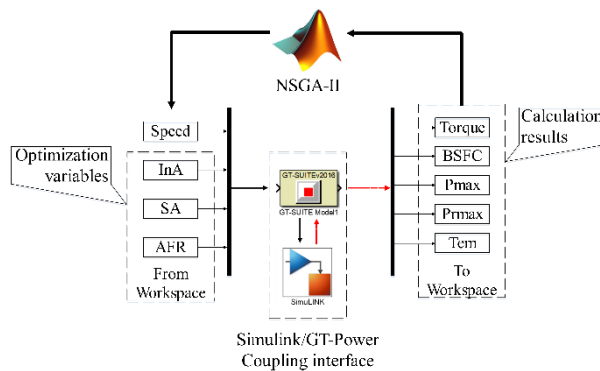 NSGA-II
Speed
Optimization
variables
InA
SA
AFR
From
Workspace
GT-SUITEv2016
GT-SUITE Model1
SimuLINK
Simulink/GT-Power
Coupling interface
Torque
BSFC
Pmax
Prmax
Tem
To
Workspace
Calculation
results